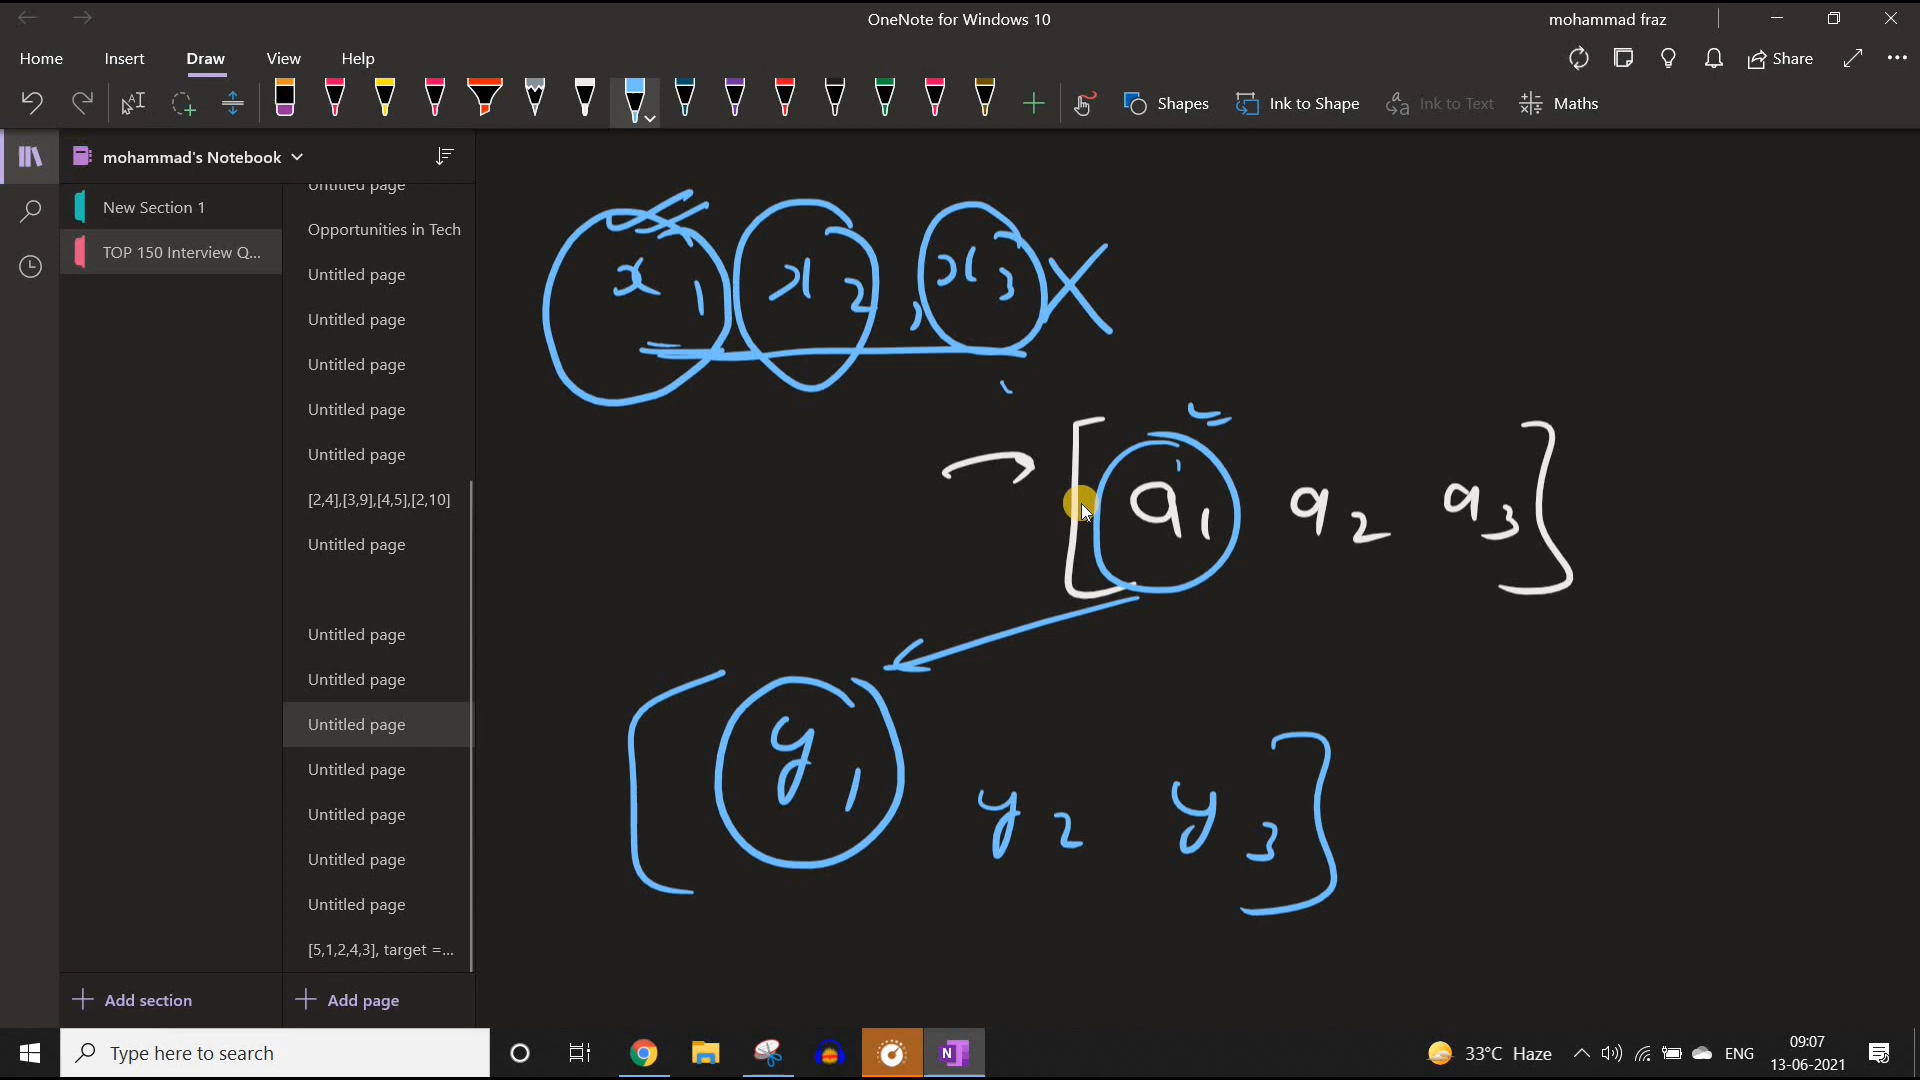 OneNote for Windows 10
mohammad fraz
Home Insert Draw View Help
Share
Shapes Ink to Shape Ink to Text Maths
mohammad's Notebook
New Section 1
TOP 150 Interview Q...
Untitled page
Opportunities in Tech
Untitled page
Untitled page
Untitled page
Untitled page
Untitled page
[2,4],[3,9],[4,5],[2,10]
Untitled page
Untitled page
Untitled page
Untitled page
Untitled page
Untitled page
Untitled page
Untitled page
[5,1,2,4,3], target =...
Add section
Add page
x1 x2 , x3 X
[ a1 a2 a3 ]
[ y1 y2 y3 ]
Type here to search
33°C Haze
ENG
09:07
13-06-2021